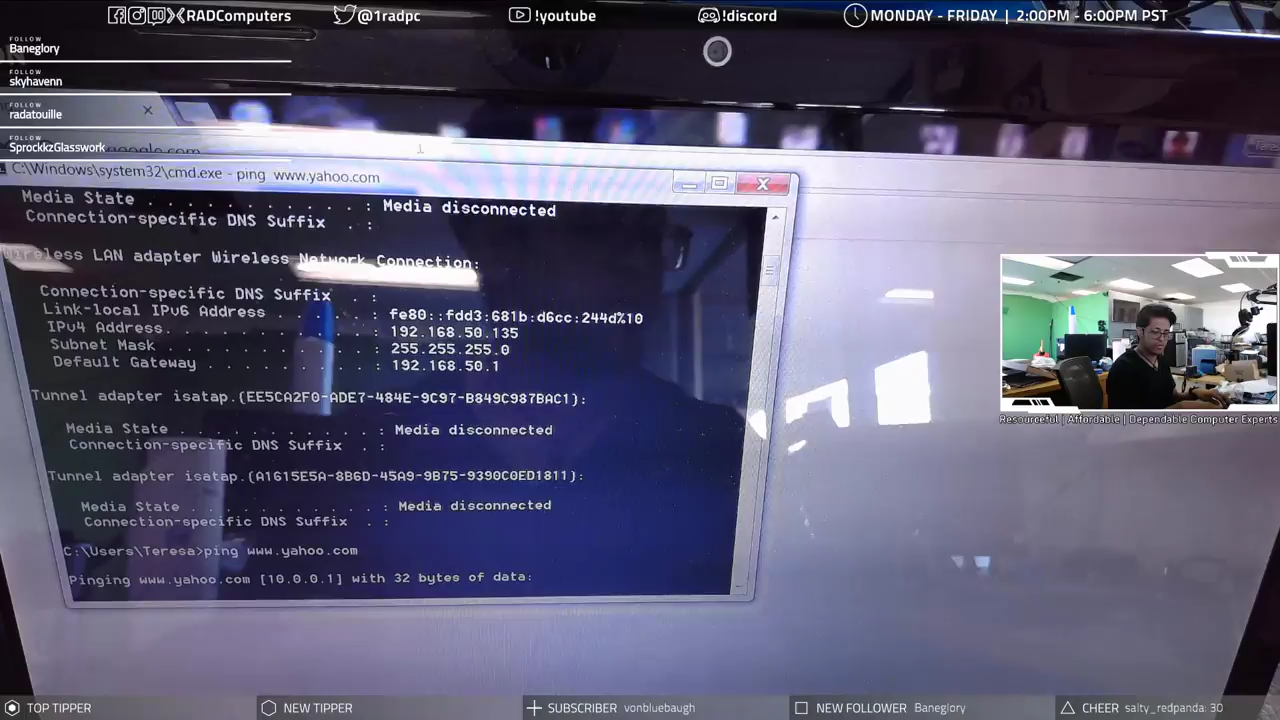 RADComputers
@1radpc
!youtube
!discord
MONDAY - FRIDAY | 2:00PM - 6:00PM PST
FOLLOW
Baneglory
FOLLOW
skyhavenn
FOLLOW
radatouille
FOLLOW
SprockkzGlasswork
google.com
C:\Windows\system32\cmd.exe - ping www.yahoo.com
Media State . . . . . . . . . . . : Media disconnected
Connection-specific DNS Suffix . :
Wireless LAN adapter Wireless Network Connection:
Connection-specific DNS Suffix . :
Link-local IPv6 Address . . . . . : fe80::fdd3:681b:d6cc:244d%10
IPv4 Address. . . . . . . . . . . : 192.168.50.135
Subnet Mask . . . . . . . . . . . : 255.255.255.0
Default Gateway . . . . . . . . . : 192.168.50.1
Tunnel adapter isatap.{EE5CA2F0-ADE7-484E-9C97-B849C987BAC1}:
Media State . . . . . . . . . . . : Media disconnected
Connection-specific DNS Suffix . :
Tunnel adapter isatap.{A1615E5A-8B6D-45A9-9B75-9390C0ED1811}:
Media State . . . . . . . . . . . : Media disconnected
Connection-specific DNS Suffix . :
C:\Users\Teresa>ping www.yahoo.com
Pinging www.yahoo.com [10.0.0.1] with 32 bytes of data:
Resourceful | Affordable | Dependable Computer Experts
TOP TIPPER
NEW TIPPER
SUBSCRIBER vonbluebaugh
NEW FOLLOWER Baneglory
CHEER salty_redpanda: 30